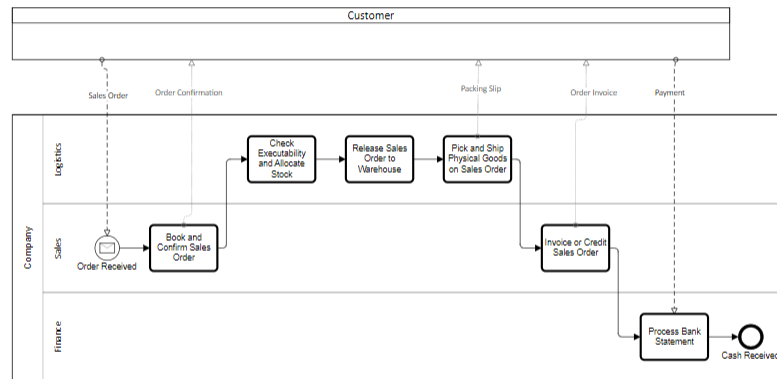 Customer
Sales Order
Order Confirmation
Packing Slip
Order Invoice
Payment
Company
Logistics
Check
Executability
and Allocate
Stock
Release Sales
Order to
Warehouse
Pick and Ship
Physical Goods
on Sales Order
Sales
Order Received
Book and
Confirm Sales
Order
Invoice or Credit
Sales Order
Finance
Process Bank
Statement
Cash Received